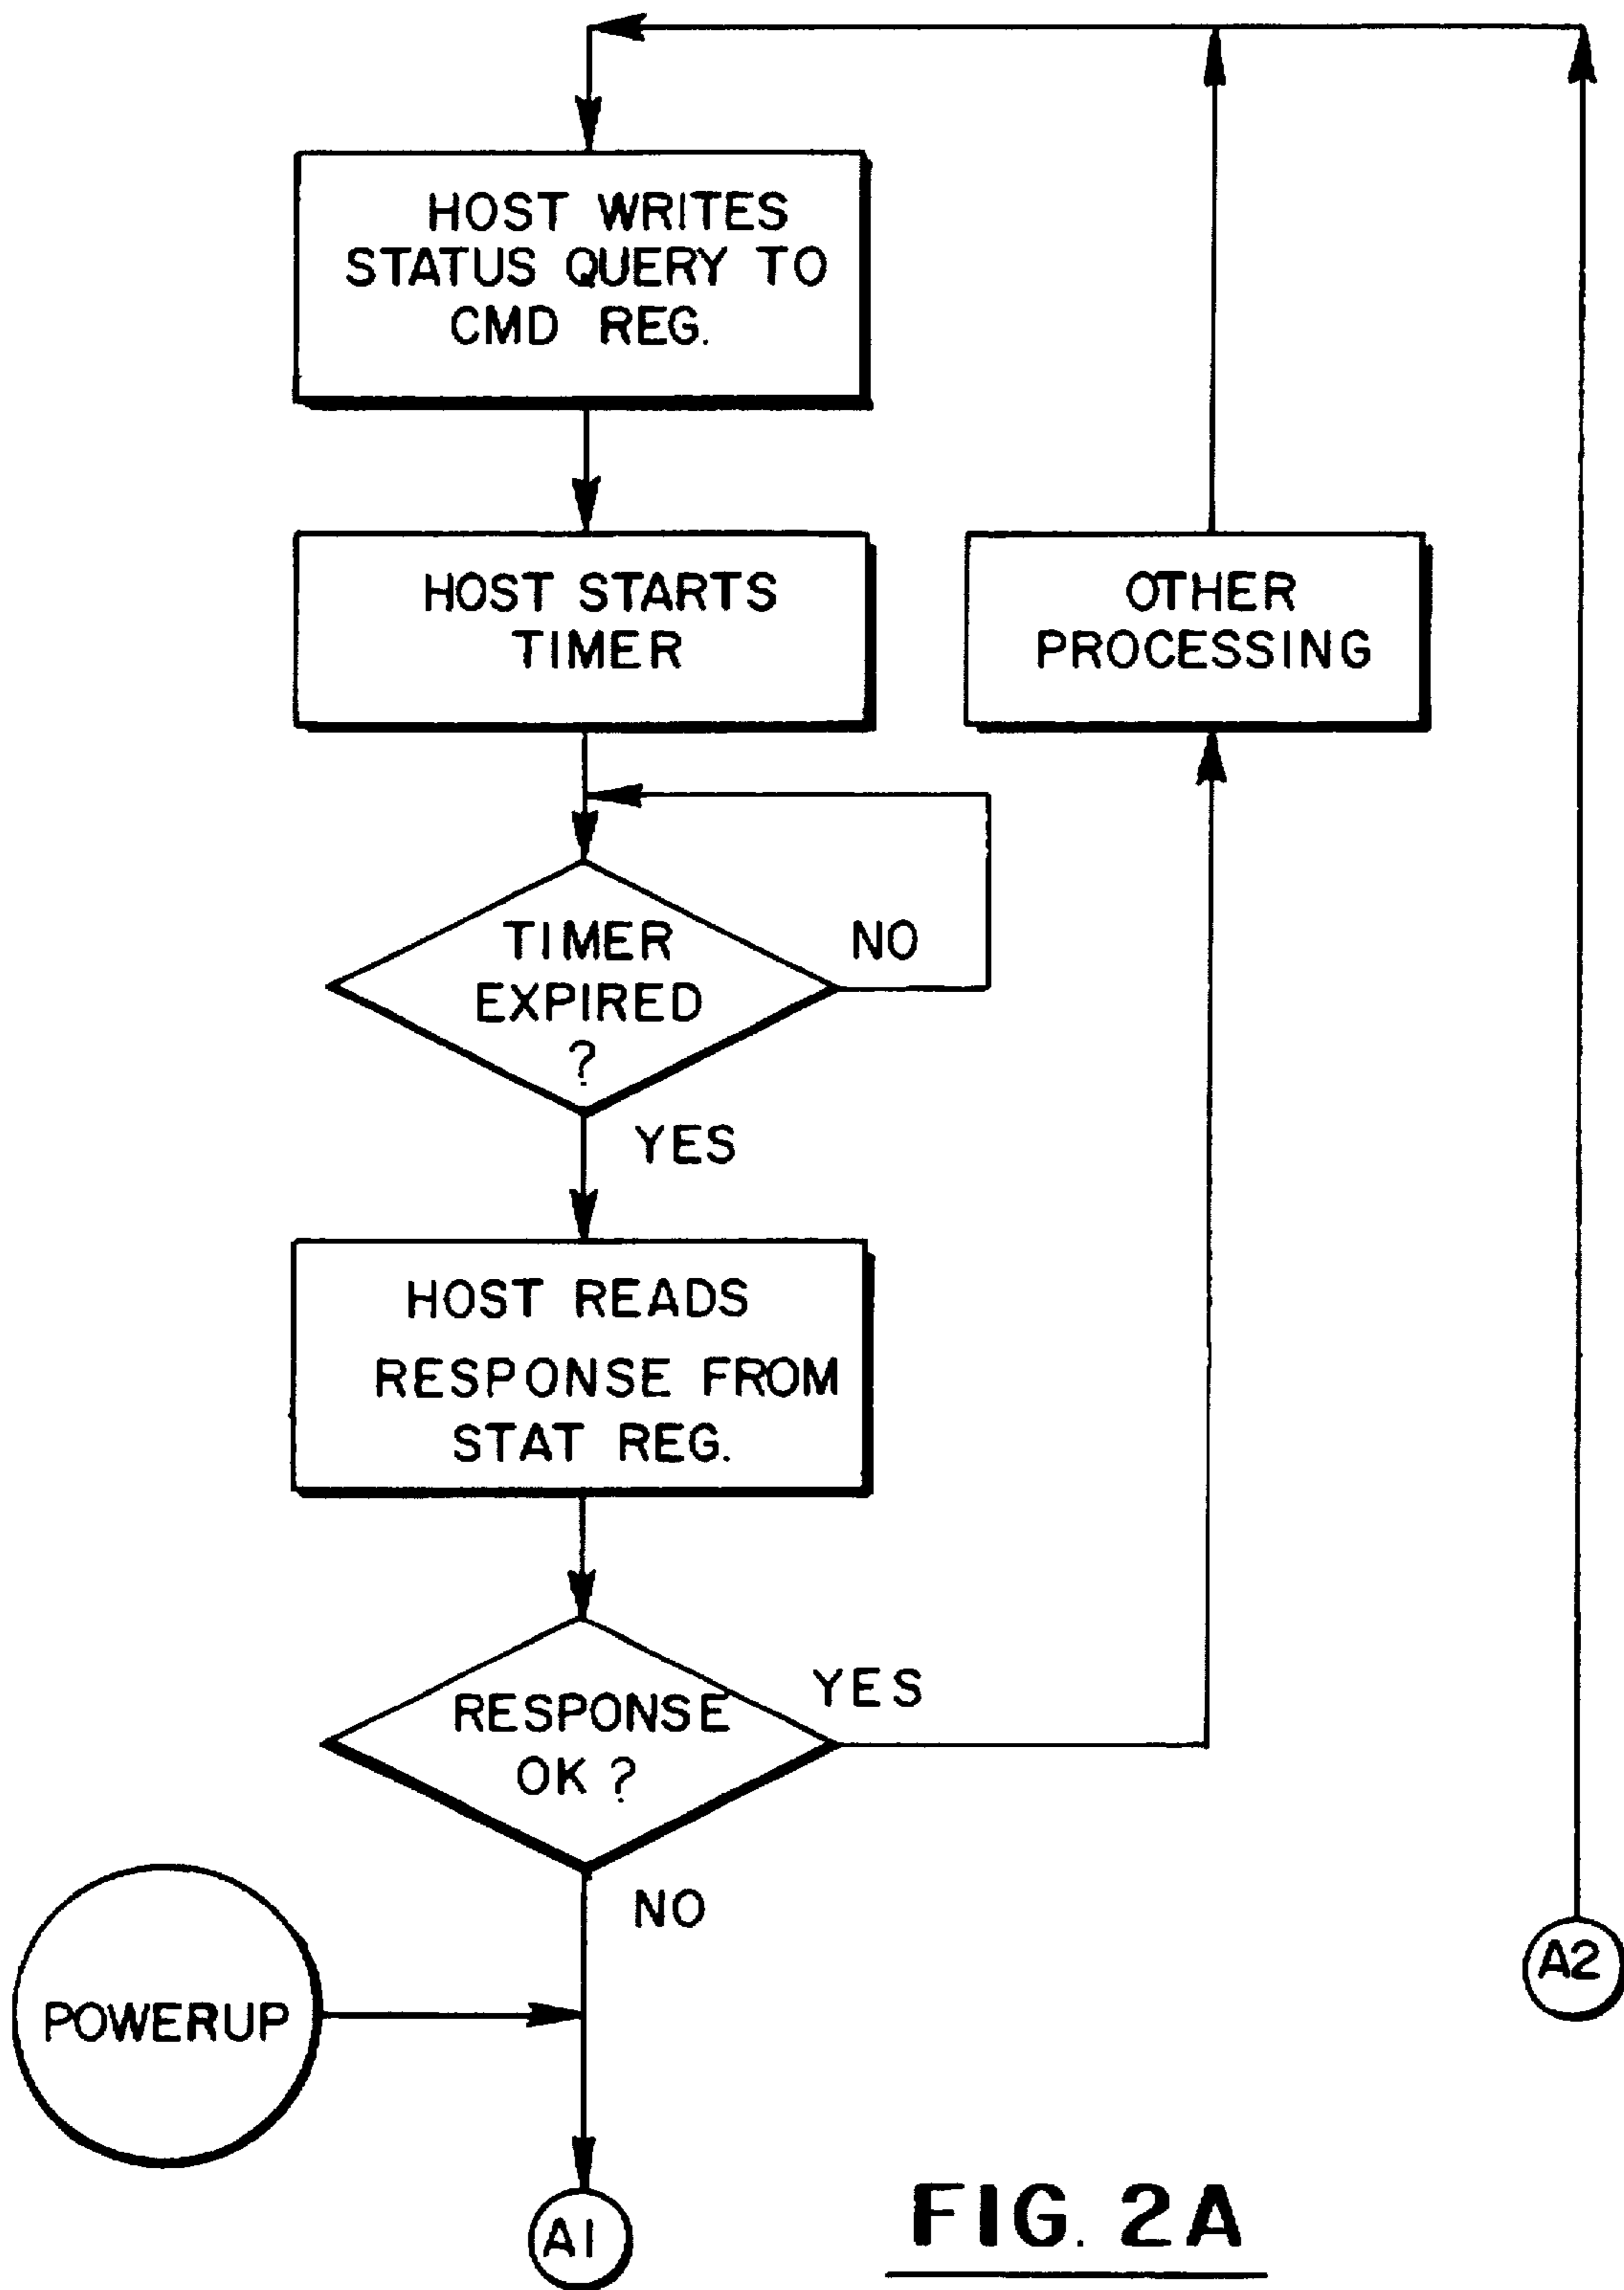 HOST WRITES
STATUS QUERY TO
CMD REG.
HOST STARTS
TIMER
OTHER
PROCESSING
TIMER
EXPIRED
?
NO
YES
HOST READS
RESPONSE FROM
STAT REG.
RESPONSE
OK ?
YES
NO
POWERUP
A2
A1
FIG. 2A